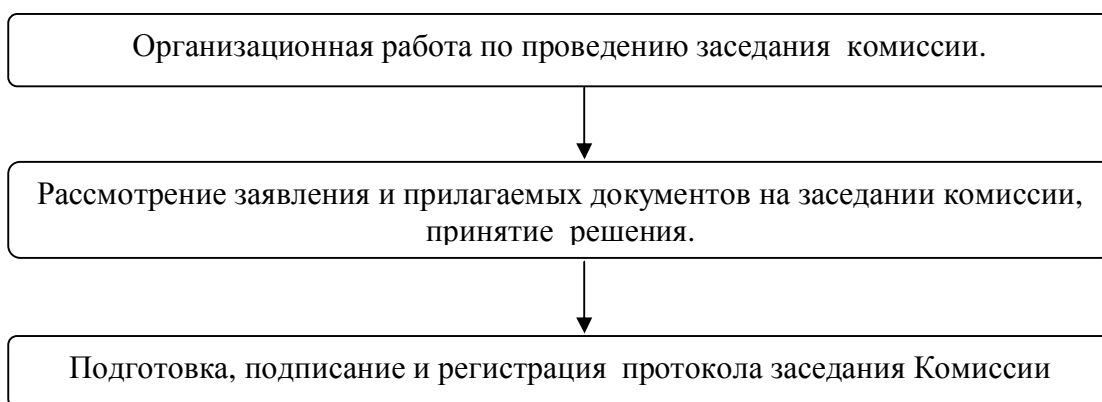 Организационная работа по проведению заседания комиссии.
Рассмотрение заявления и прилагаемых документов на заседании комиссии,
принятие решения.
Подготовка, подписание и регистрация протокола заседания Комиссии